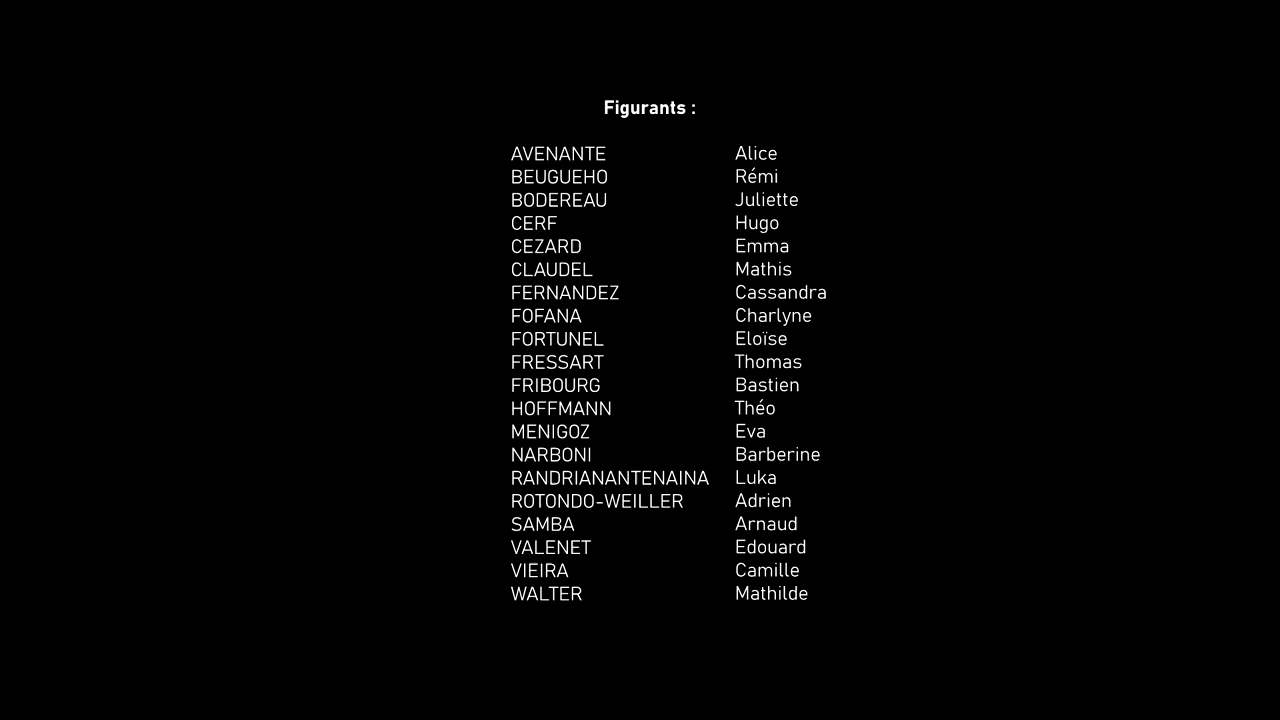 Figurants :
AVENANTE Alice
BEUGUEHO Rémi
BODEREAU Juliette
CERF Hugo
CEZARD Emma
CLAUDEL Mathis
FERNANDEZ Cassandra
FOFANA Charlyne
FORTUNEL Eloïse
FRESSART Thomas
FRIBOURG Bastien
HOFFMANN Théo
MENIGOZ Eva
NARBONI Barberine
RANDRIANANTENAINA Luka
ROTONDO-WEILLER Adrien
SAMBA Arnaud
VALENET Edouard
VIEIRA Camille
WALTER Mathilde